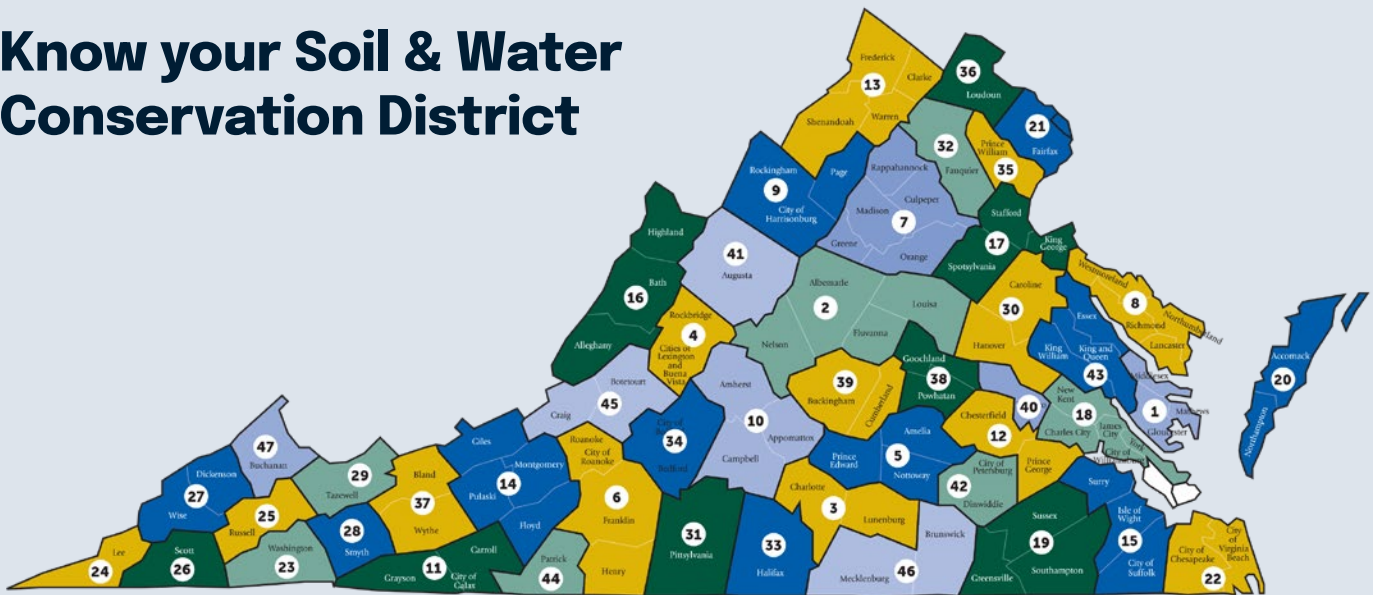 Know your Soil & Water
Conservation District
Frederick
13
Clarke
Shenandoah
Warren
36
Loudoun
21
Fairfax
32
Fauquier
Prince
William
35
Rockingham
Page
9
City of
Harrisonburg
Rappahannock
Culpeper
Madison
7
Greene
Orange
Stafford
17
King
George
Spotsylvania
Highland
Bath
16
Alleghany
41
Augusta
Rockbridge
4
Cities of
Lexington
and
Buena
Vista
Albemarle
2
Louisa
Fluvanna
Nelson
Caroline
30
Hanover
Westmoreland
8
Richmond
Northumberland
Lancaster
Essex
King
William
King and
Queen
43
Middlesex
1
Mathews
Gloucester
Accomack
20
Northampton
Goochland
38
Powhatan
39
Buckingham
Cumberland
Botetourt
Craig
45
Amherst
10
Appomattox
Campbell
City of
34
Bedford
Chesterfield
12
40
New
Kent
18
Charles City
James
City
York
City of
Amelia
Prince
Edward
5
Nottoway
City of
Petersburg
42
Dinwiddie
Prince
George
Surry
47
Buchanan
Dickenson
27
Wise
29
Tazewell
Giles
Montgomery
14
Pulaski
Floyd
Bland
37
Wythe
Roanoke
City of
Roanoke
6
Franklin
Henry
25
Russell
28
Smyth
Lee
24
Scott
26
Washington
23
Carroll
Grayson
11
City of
Galax
Patrick
44
31
Pittsylvania
33
Halifax
Charlotte
3
Lunenburg
Brunswick
Mecklenburg
46
Sussex
19
Greensville
Southampton
Isle of
Wight
15
City of
Suffolk
City of
Chesapeake
City
of
Virginia
Beach
22